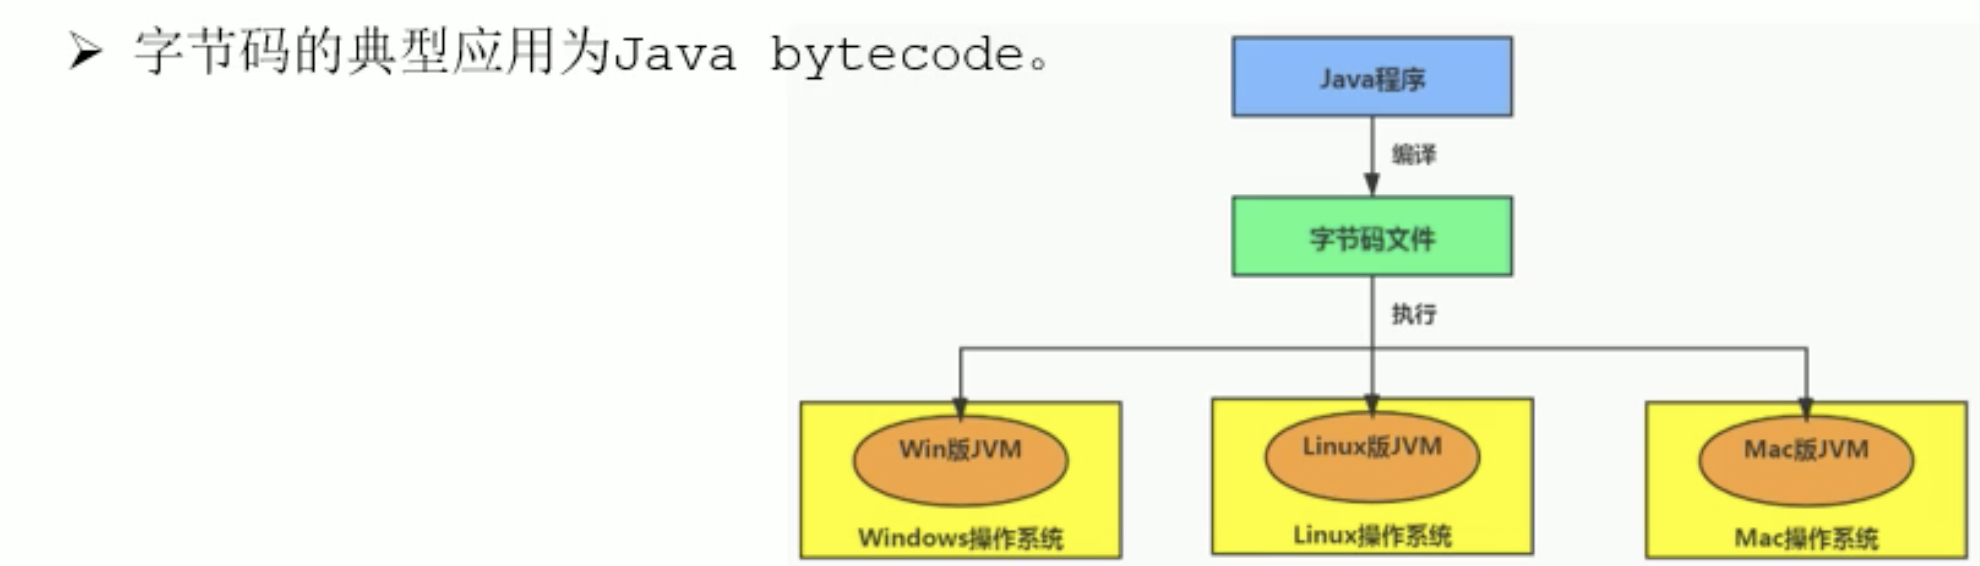 ➢ 字节码的典型应用为Java bytecode。
Java程序
编译
字节码文件
执行
Win版JVM
Windows操作系统
Linux版JVM
Linux操作系统
Mac版JVM
Mac操作系统